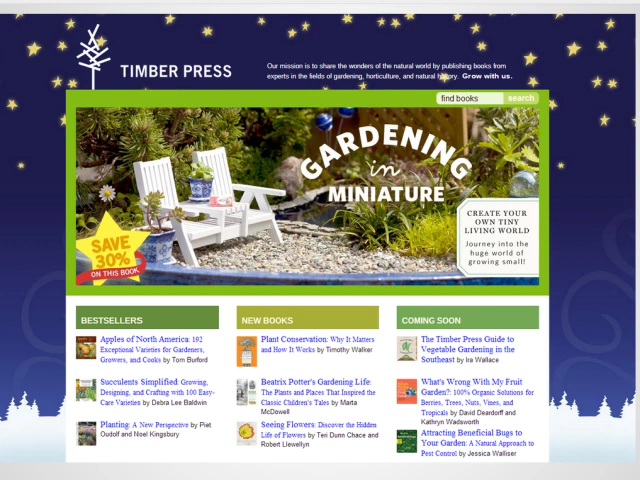 TIMBER PRESS
Our mission is to share the wonders of the natural world by publishing books from
experts in the fields of gardening, horticulture, and natural history. Grow with us.
find books
search
GARDENING
in
MINIATURE
CREATE YOUR
OWN TINY
LIVING WORLD
Journey into the
huge world of
growing small!
SAVE
30%
ON THIS BOOK
BESTSELLERS
Apples of North America: 192
Exceptional Varieties for Gardeners,
Growers, and Cooks by Tom Burford
Succulents Simplified: Growing,
Designing, and Crafting with 100 Easy-
Care Varieties by Debra Lee Baldwin
Planting: A New Perspective by Piet
Oudolf and Noel Kingsbury
NEW BOOKS
Plant Conservation: Why It Matters
and How It Works by Timothy Walker
Beatrix Potter's Gardening Life:
The Plants and Places That Inspired the
Classic Children's Tales by Marta
McDowell
Seeing Flowers: Discover the Hidden
Life of Flowers by Teri Dunn Chace and
Robert Llewellyn
COMING SOON
The Timber Press Guide to
Vegetable Gardening in the
Southeast by Ira Wallace
What's Wrong With My Fruit
Garden?: 100% Organic Solutions for
Berries, Trees, Nuts, Vines, and
Tropicals by David Deardorff and
Kathryn Wadsworth
Attracting Beneficial Bugs to
Your Garden: A Natural Approach to
Pest Control by Jessica Walliser